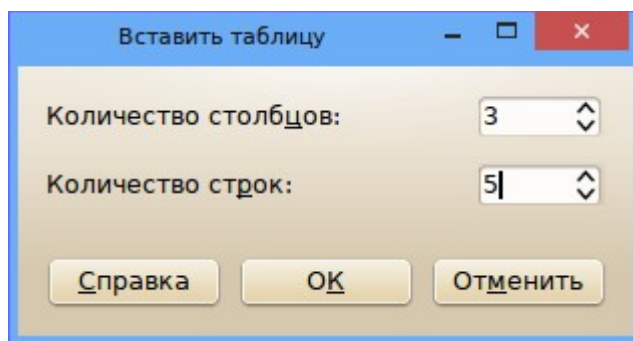 Вставить таблицу
Количество столбцов: 3
Количество строк: 5
Справка ОК Отменить